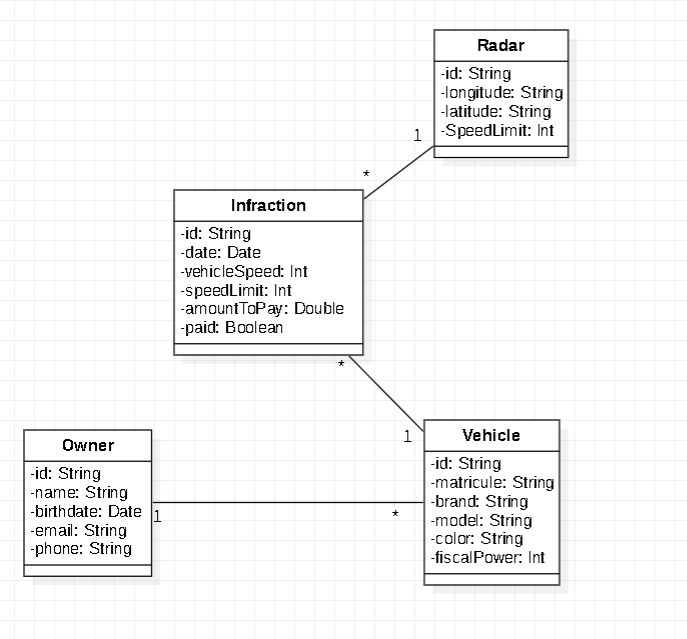 Radar
-id: String
-longitude: String
-latitude: String
-SpeedLimit: Int
1
*
Infraction
-id: String
-date: Date
-vehicleSpeed: Int
-speedLimit: Int
-amountToPay: Double
-paid: Boolean
*
1
Vehicle
-id: String
-matricule: String
-brand: String
-model: String
-color: String
-fiscalPower: Int
Owner
-id: String
-name: String
-birthdate: Date
-email: String
-phone: String
1
*